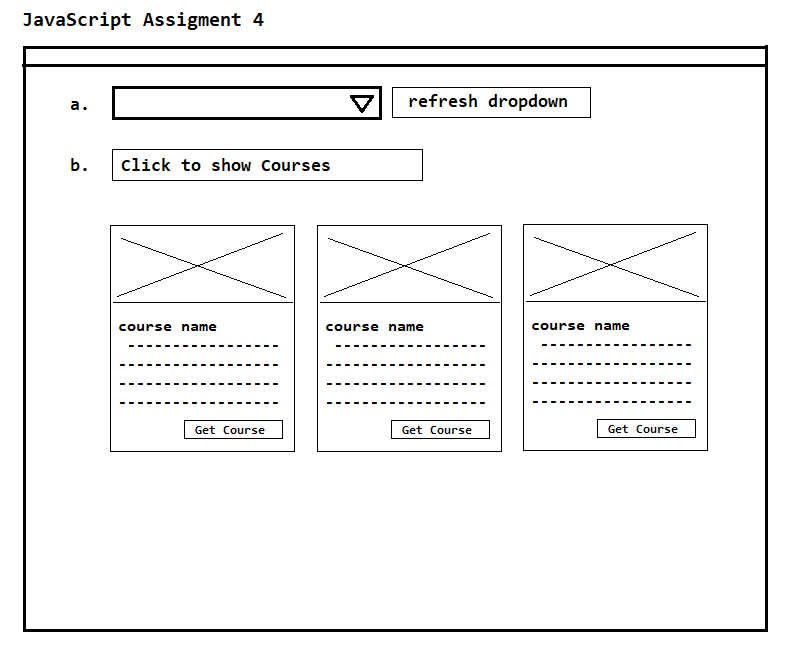 JavaScript Assigment 4
a. refresh dropdown
b. Click to show Courses
course name course name course name
Get Course Get Course Get Course